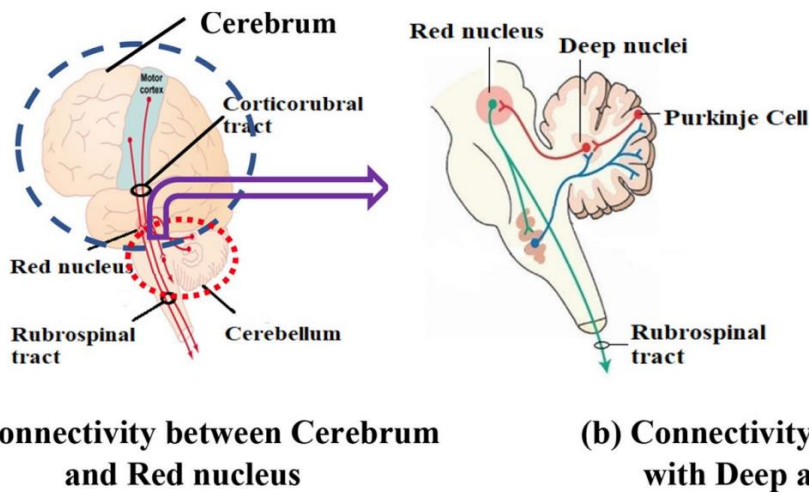 Cerebrum
Motor
cortex
Corticorubral
tract
Red nucleus
Rubrospinal
tract
Cerebellum
Red nucleus
Deep nuclei
Purkinje Cell
Rubrospinal
tract
onnectivity between Cerebrum
and Red nucleus
(b) Connectivity
with Deep a